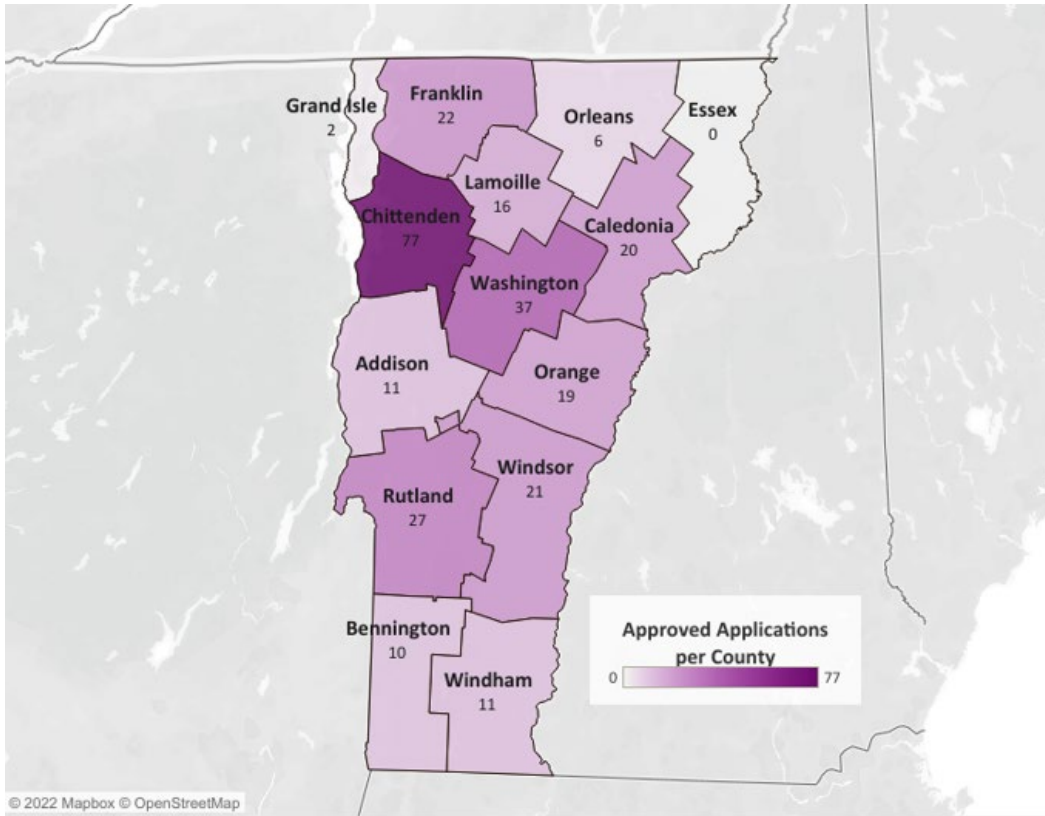 Grand Isle
2
Franklin
22
Orleans
6
Essex
0
Lamoille
16
Chittenden
77
Caledonia
20
Washington
37
Addison
11
Orange
19
Windsor
21
Rutland
27
Bennington
10
Windham
11
Approved Applications
per County
0 77
© 2022 Mapbox © OpenStreetMap